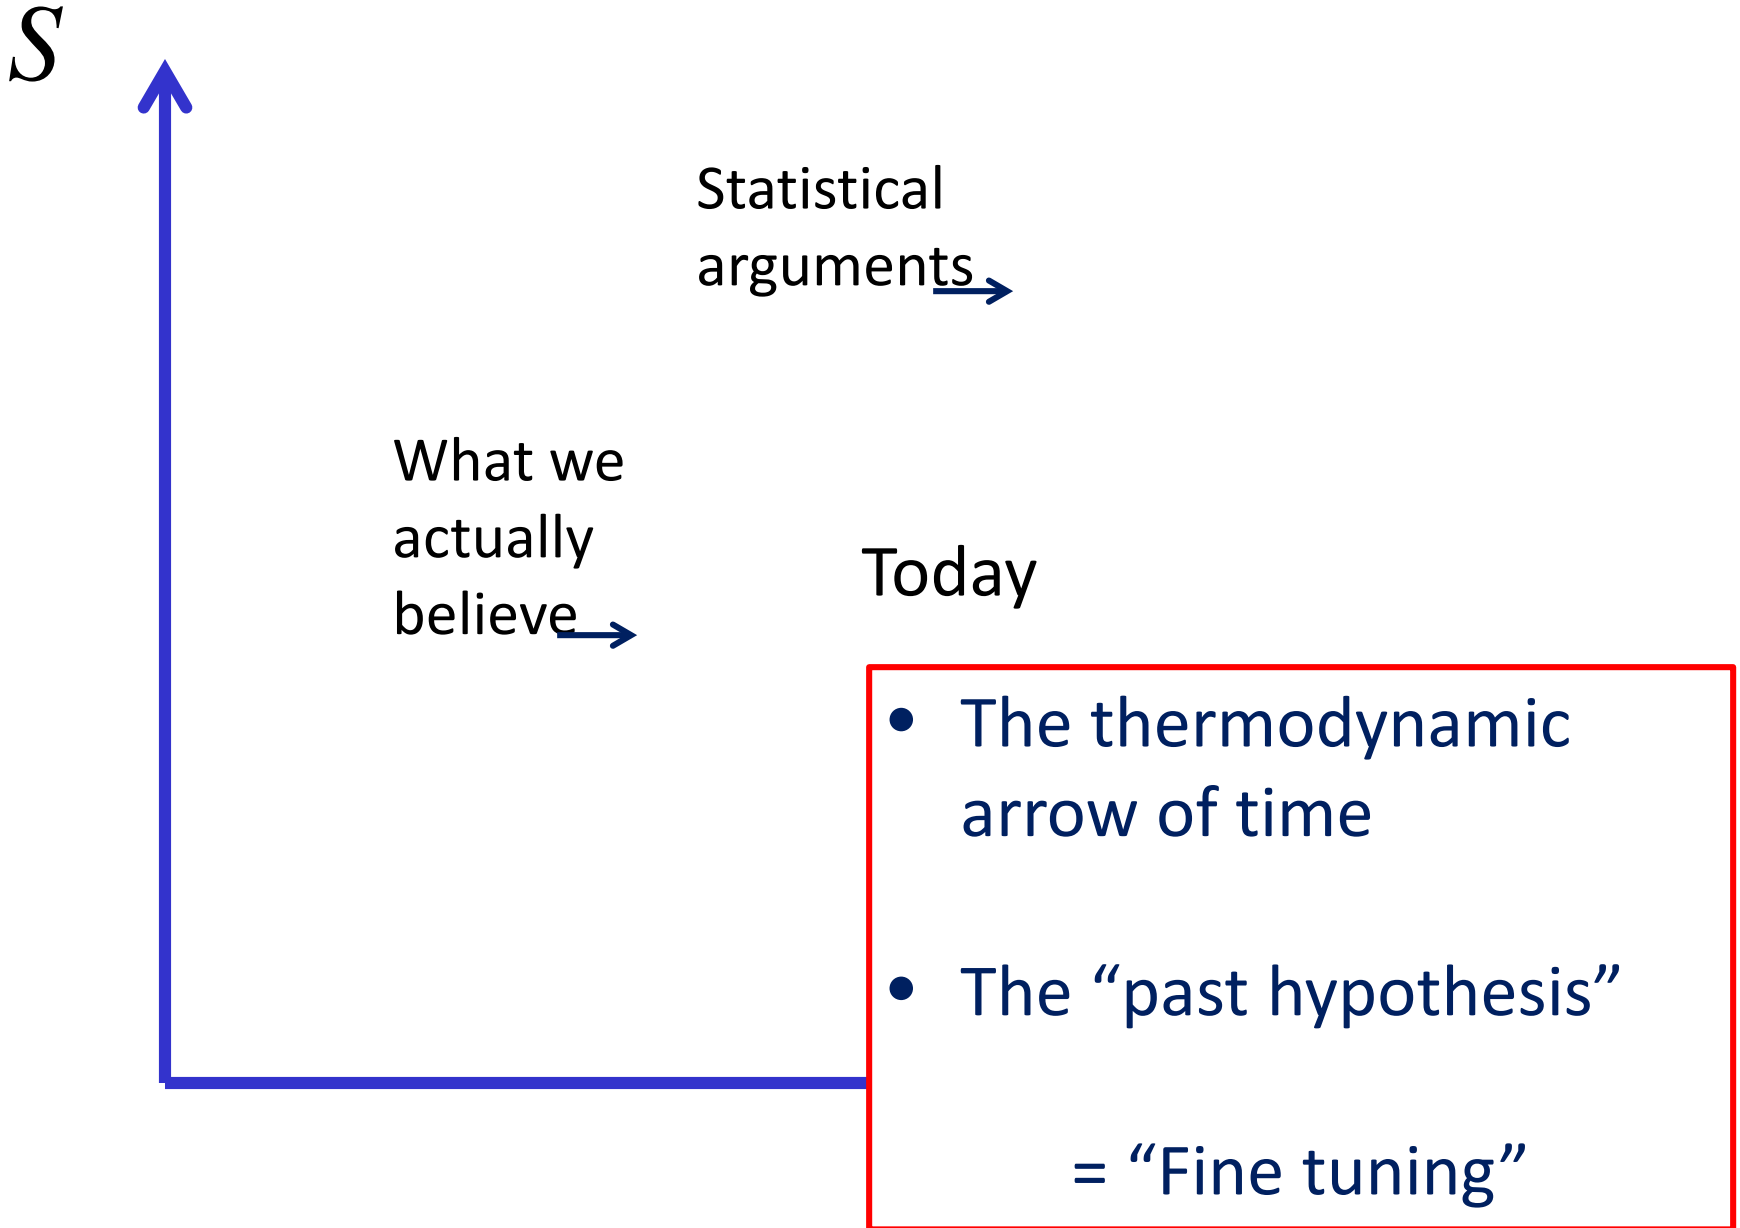 S
Statistical
arguments
What we
actually
believe
Today
• The thermodynamic
arrow of time
• The “past hypothesis”
= “Fine tuning”